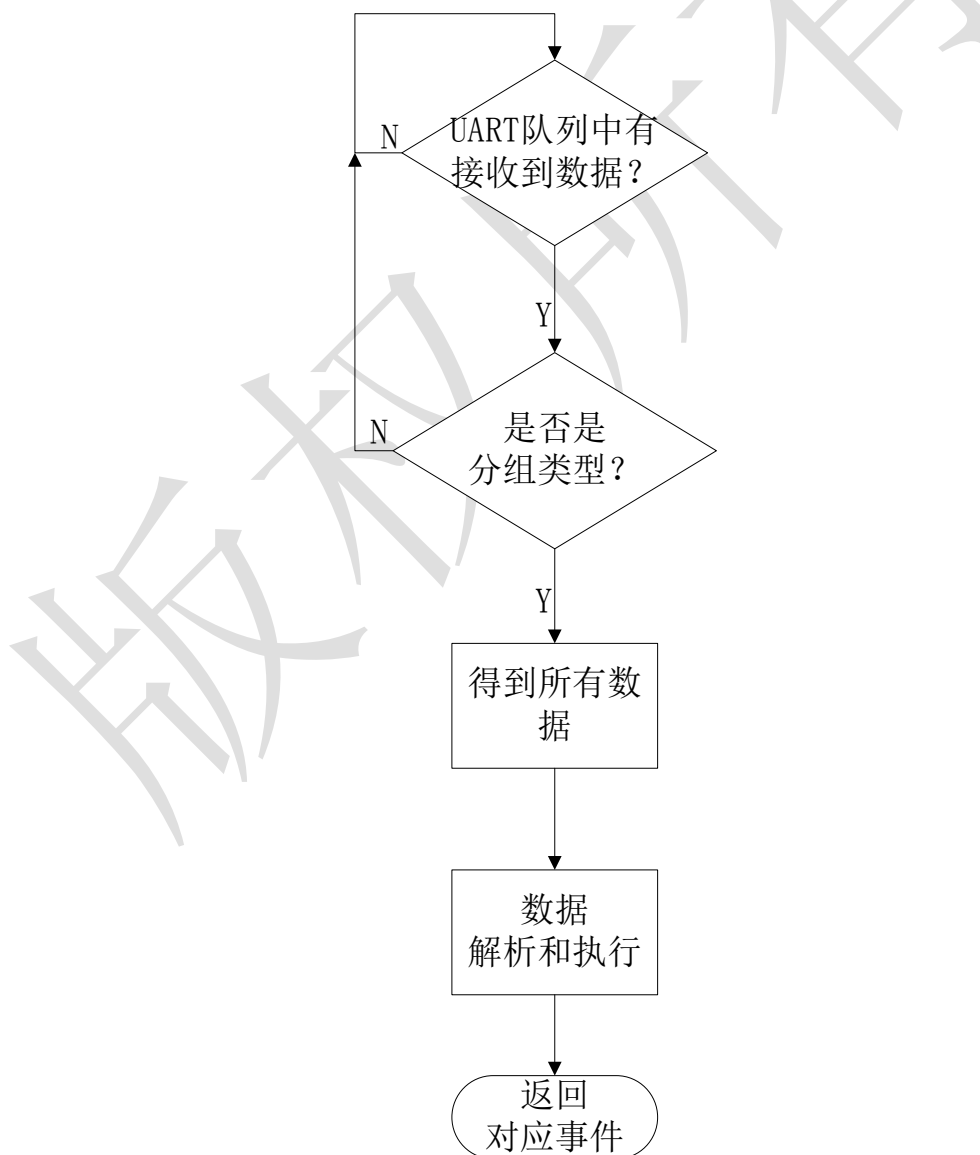 UART队列中有
接收到数据？
N
Y
是否是
分组类型？
N
Y
得到所有数
据
数据
解析和执行
返回
对应事件
版权所有